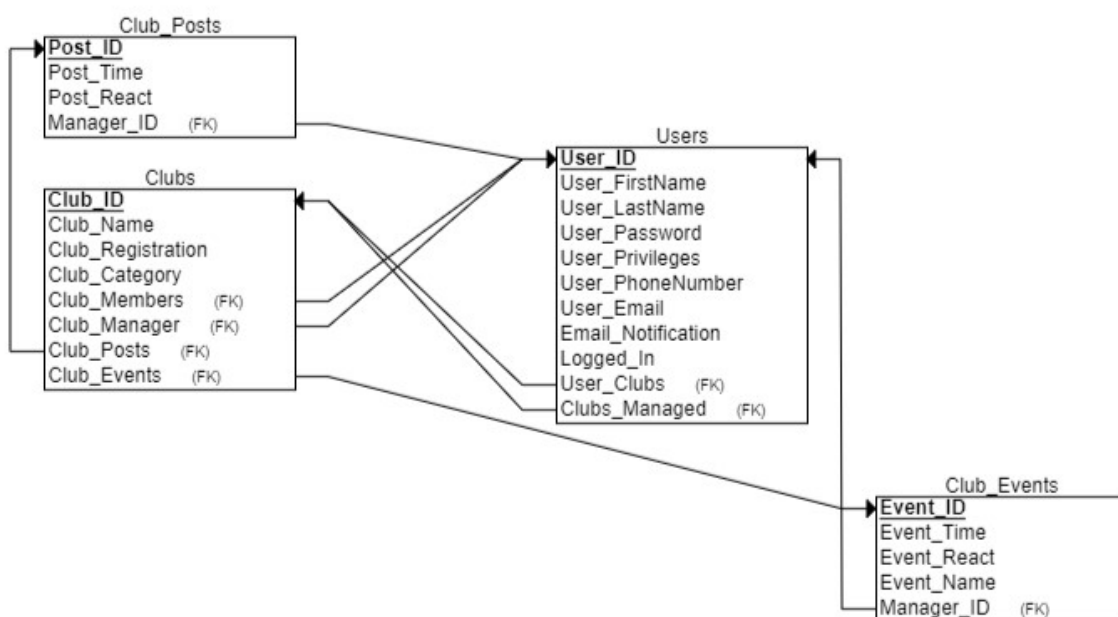 Club_Posts
Post_ID
Post_Time
Post_React
Manager_ID (FK)
Clubs
Club_ID
Club_Name
Club_Registration
Club_Category
Club_Members (FK)
Club_Manager (FK)
Club_Posts (FK)
Club_Events (FK)
Users
User_ID
User_FirstName
User_LastName
User_Password
User_Privileges
User_PhoneNumber
User_Email
Email_Notification
Logged_In
User_Clubs (FK)
Clubs_Managed (FK)
Club_Events
Event_ID
Event_Time
Event_React
Event_Name
Manager_ID (FK)